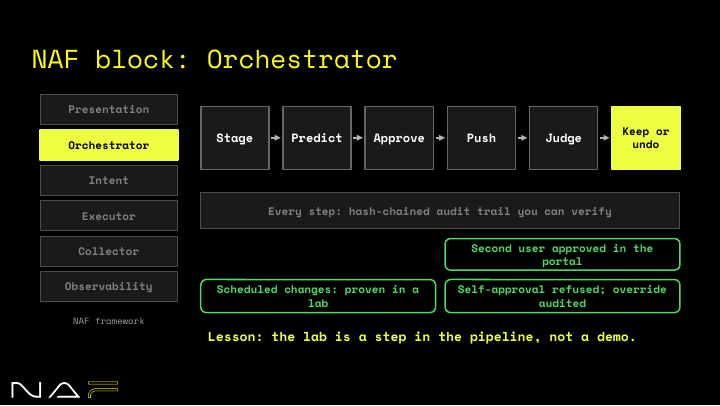 NAF block: Orchestrator
Presentation
Orchestrator
Intent
Executor
Collector
Observability
NAF framework
Stage
Predict
Approve
Push
Judge
Keep or
undo
Every step: hash-chained audit trail you can verify
Second user approved in the
portal
Scheduled changes: proven in a
lab
Self-approval refused; override
audited
Lesson: the lab is a step in the pipeline, not a demo.
NAF